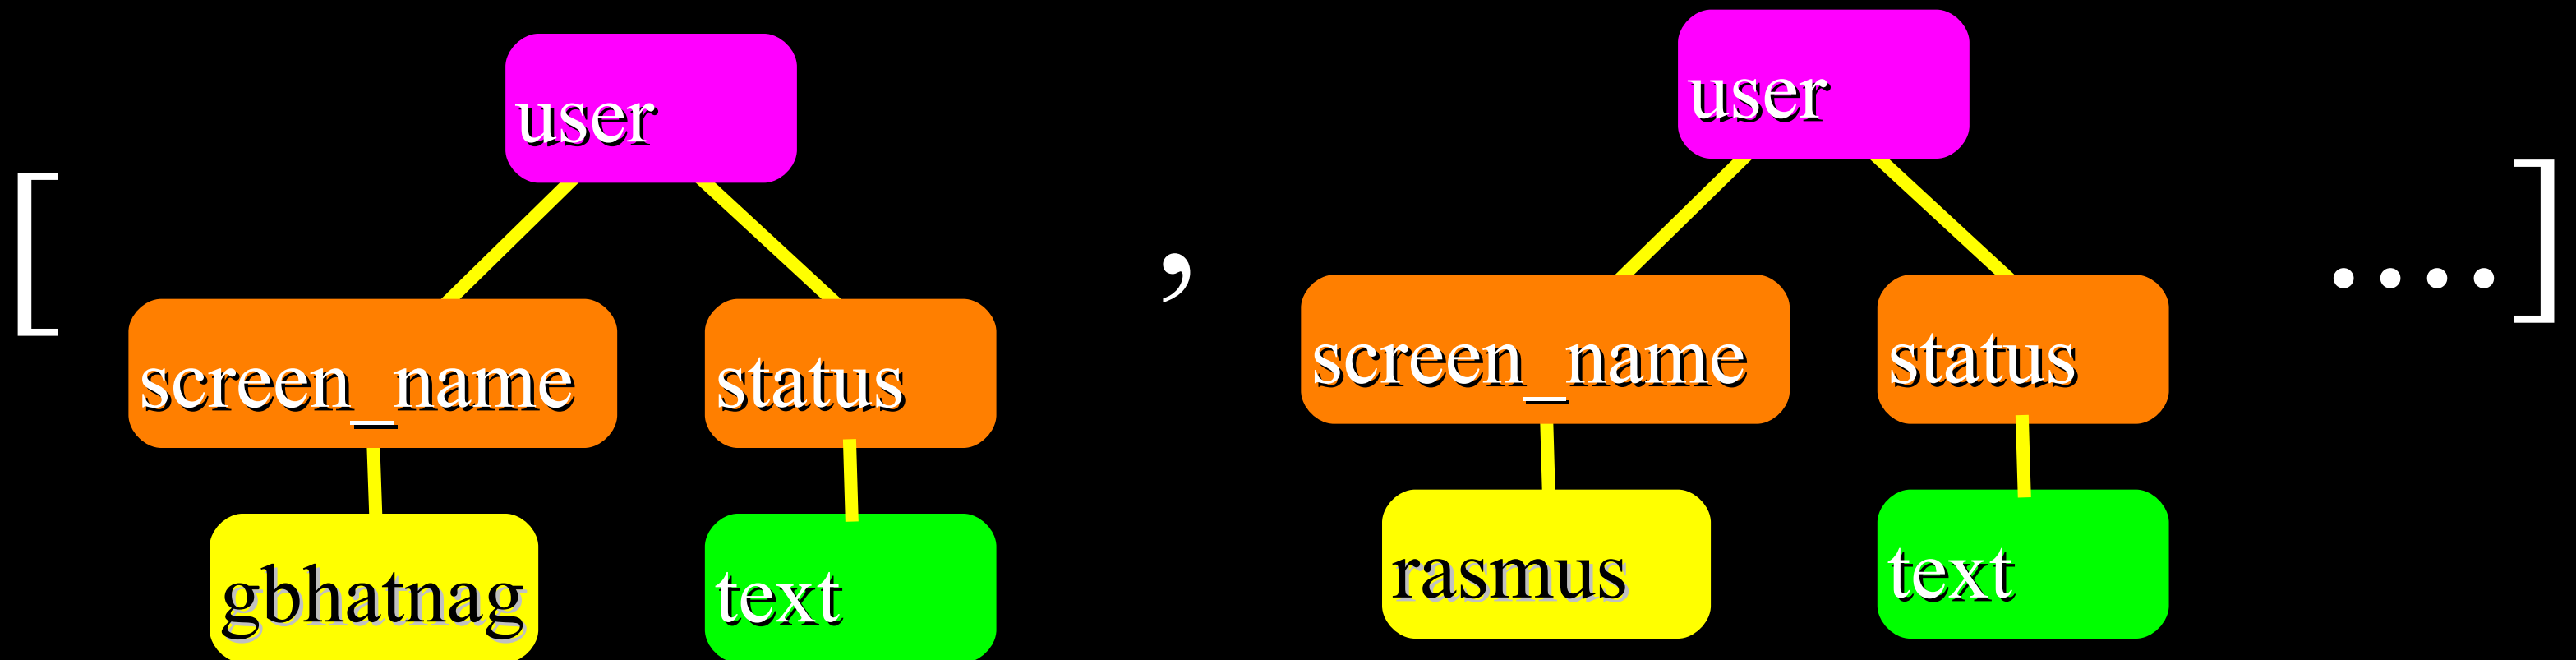 user
user
[ , ....]
screen_name status
screen_name status
gbhatnag text
rasmus text